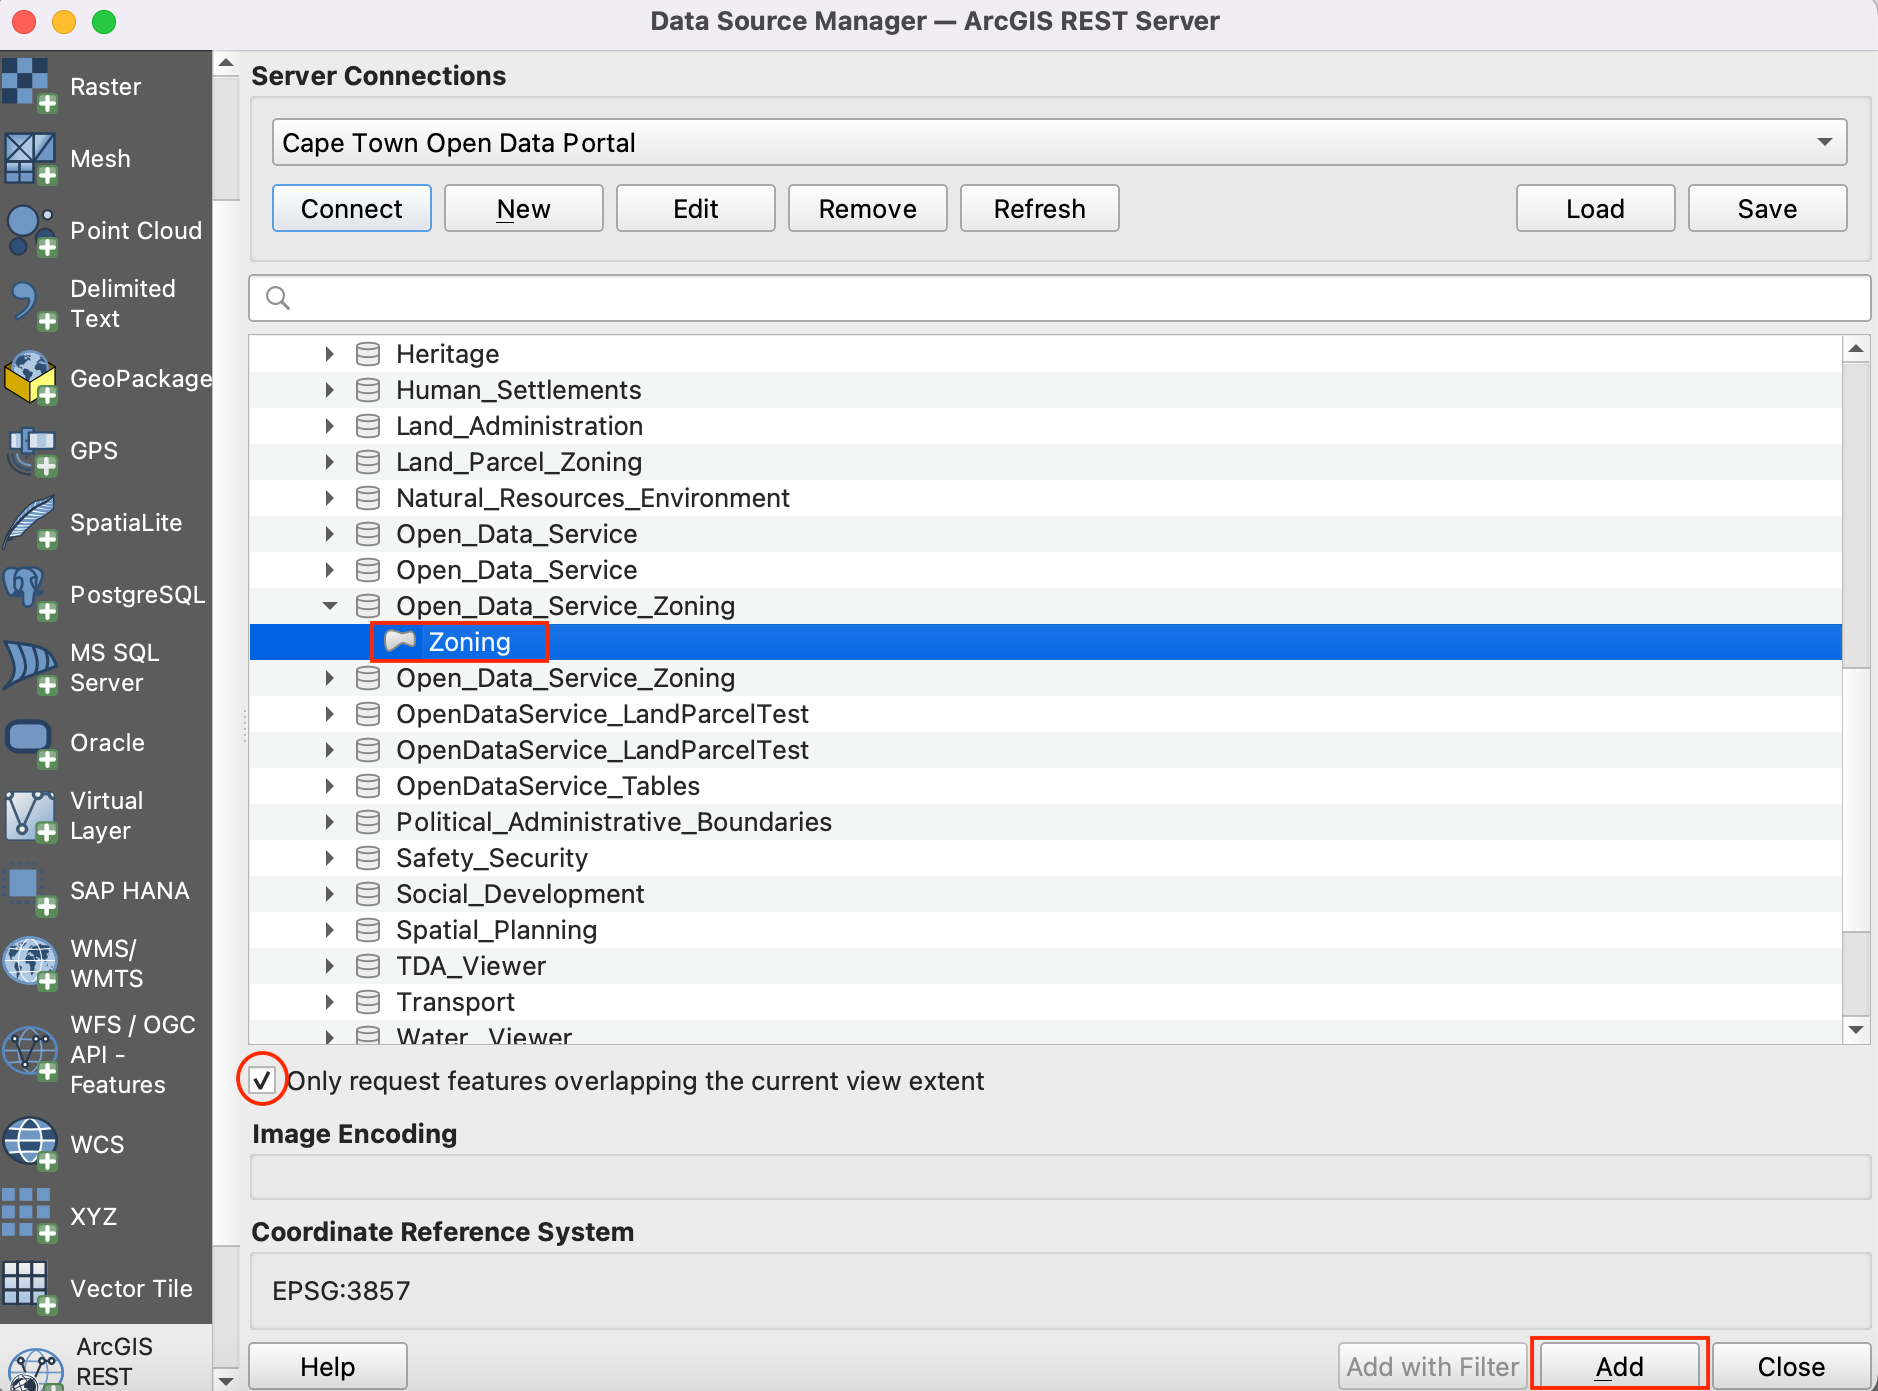 Data Source Manager — ArcGIS REST Server
Raster
Mesh
Point Cloud
Delimited
Text
GeoPackage
GPS
SpatiaLite
PostgreSQL
MS SQL
Server
Oracle
Virtual
Layer
SAP HANA
WMS/
WMTS
WFS / OGC
API -
Features
WCS
XYZ
Vector Tile
ArcGIS
REST
Server Connections
Cape Town Open Data Portal
Connect New Edit Remove Refresh Load Save
Heritage
Human_Settlements
Land_Administration
Land_Parcel_Zoning
Natural_Resources_Environment
Open_Data_Service
Open_Data_Service
Open_Data_Service_Zoning
Zoning
Open_Data_Service_Zoning
OpenDataService_LandParcelTest
OpenDataService_LandParcelTest
OpenDataService_Tables
Political_Administrative_Boundaries
Safety_Security
Social_Development
Spatial_Planning
TDA_Viewer
Transport
Water_Viewer
Only request features overlapping the current view extent
Image Encoding
Coordinate Reference System
EPSG:3857
Help Add with Filter Add Close